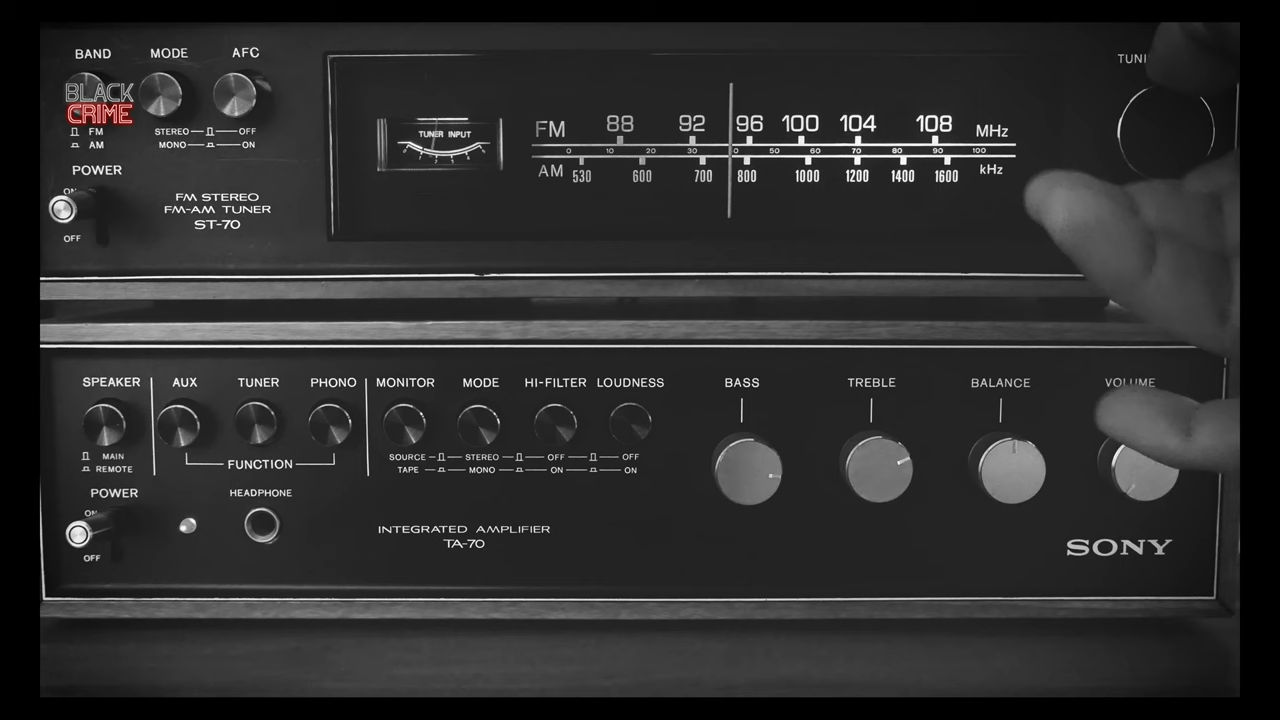 BAND MODE AFC
BLACK
CRIME
FM
AM
STEREO OFF
MONO ON
POWER
ON
OFF
FM STEREO
FM-AM TUNER
ST-70
TUNER INPUT
FM 88 92 96 100 104 108 MHz
0 10 20 30 0 50 60 70 80 90 100
AM 530 600 700 800 1000 1200 1400 1600 kHz
TUNI
SPEAKER AUX TUNER PHONO MONITOR MODE HI-FILTER LOUDNESS BASS TREBLE BALANCE VOLUME
MAIN
REMOTE
FUNCTION
SOURCE STEREO OFF OFF
TAPE MONO ON ON
POWER
ON
OFF
HEADPHONE
INTEGRATED AMPLIFIER
TA-70
SONY